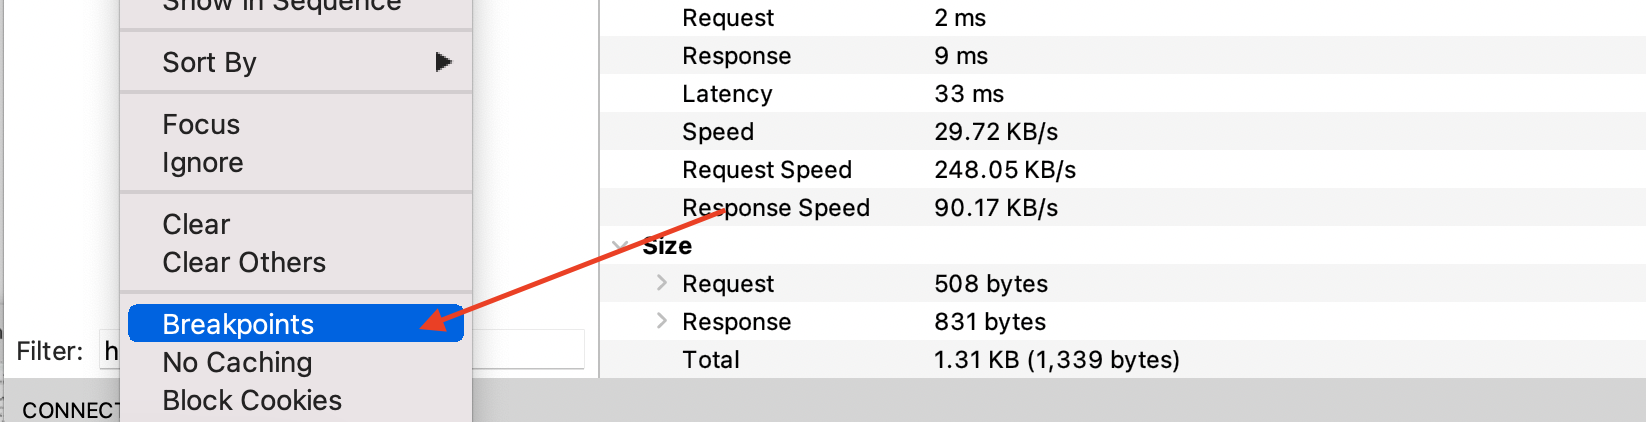 Show in Sequence
Sort By
Focus
Ignore
Clear
Clear Others
Breakpoints
No Caching
Block Cookies
Filter: h
CONNECT
Request 2 ms
Response 9 ms
Latency 33 ms
Speed 29.72 KB/s
Request Speed 248.05 KB/s
Response Speed 90.17 KB/s
Size
Request 508 bytes
Response 831 bytes
Total 1.31 KB (1,339 bytes)